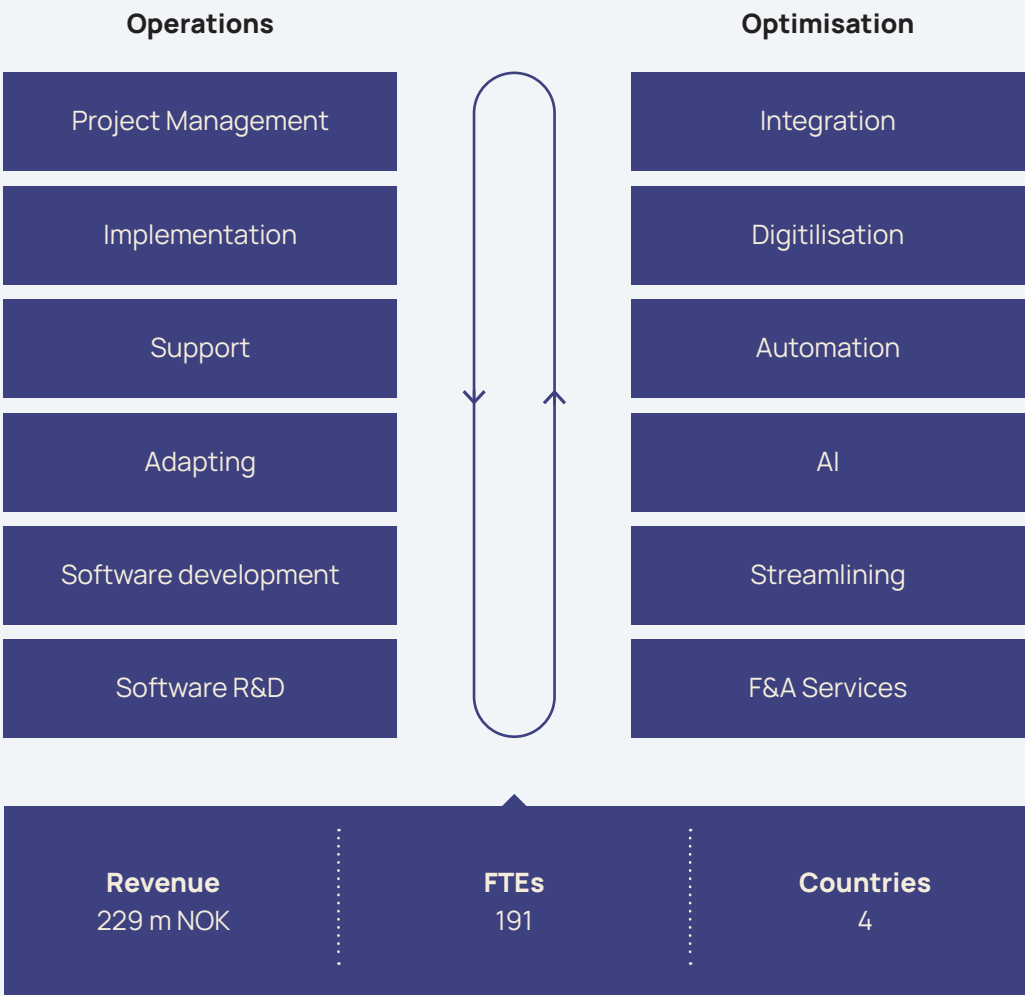 Operations
Project Management
Implementation
Support
Adapting
Software development
Software R&D
Optimisation
Integration
Digitilisation
Automation
AI
Streamlining
F&A Services
Revenue
229 m NOK
FTEs
191
Countries
4